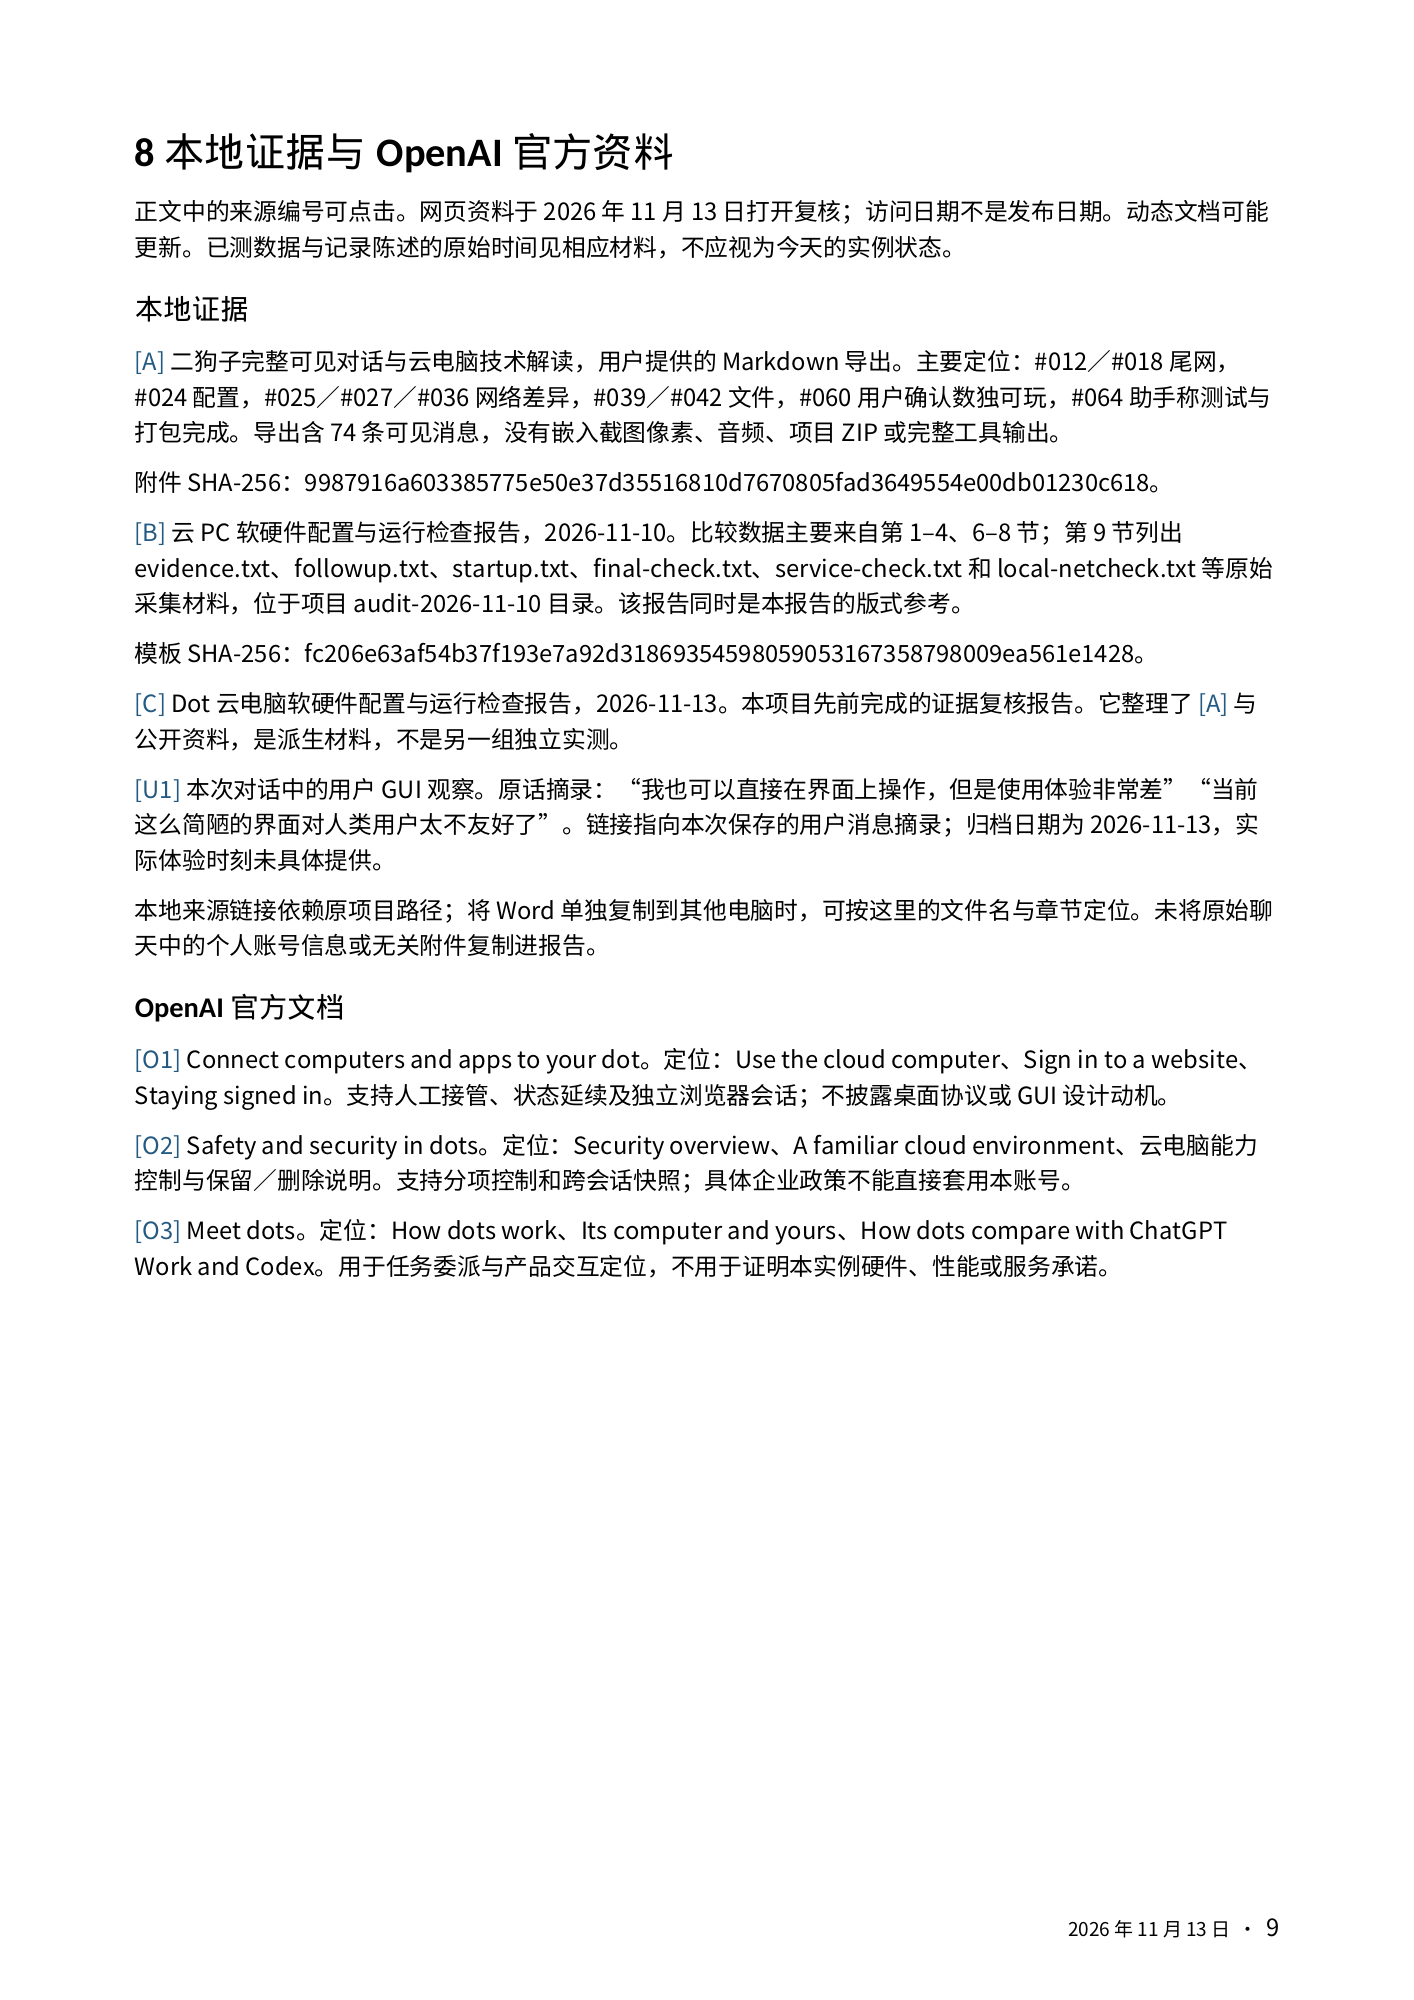 8 本地证据与 OpenAI 官方资料
正文中的来源编号可点击。网页资料于 2026 年 11 月 13 日打开复核；访问日期不是发布日期。动态文档可能
更新。已测数据与记录陈述的原始时间见相应材料，不应视为今天的实例状态。
本地证据
[A] 二狗子完整可见对话与云电脑技术解读，用户提供的 Markdown 导出。主要定位：#012／#018 尾网，
#024 配置，#025／#027／#036 网络差异，#039／#042 文件，#060 用户确认数独可玩，#064 助手称测试与
打包完成。导出含 74 条可见消息，没有嵌入截图像素、音频、项目 ZIP 或完整工具输出。
附件 SHA-256：9987916a603385775e50e37d35516810d7670805fad3649554e00db01230c618。
[B] 云 PC 软硬件配置与运行检查报告，2026-11-10。比较数据主要来自第 1–4、6–8 节；第 9 节列出
evidence.txt、followup.txt、startup.txt、final-check.txt、service-check.txt 和 local-netcheck.txt 等原始
采集材料，位于项目 audit-2026-11-10 目录。该报告同时是本报告的版式参考。
模板 SHA-256：fc206e63af54b37f193e7a92d31869354598059053167358798009ea561e1428。
[C] Dot 云电脑软硬件配置与运行检查报告，2026-11-13。本项目先前完成的证据复核报告。它整理了 [A] 与
公开资料，是派生材料，不是另一组独立实测。
[U1] 本次对话中的用户 GUI 观察。原话摘录：“我也可以直接在界面上操作，但是使用体验非常差”“当前
这么简陋的界面对人类用户太不友好了”。链接指向本次保存的用户消息摘录；归档日期为 2026-11-13，实
际体验时刻未具体提供。
本地来源链接依赖原项目路径；将 Word 单独复制到其他电脑时，可按这里的文件名与章节定位。未将原始聊
天中的个人账号信息或无关附件复制进报告。
OpenAI 官方文档
[O1] Connect computers and apps to your dot。定位：Use the cloud computer、Sign in to a website、
Staying signed in。支持人工接管、状态延续及独立浏览器会话；不披露桌面协议或 GUI 设计动机。
[O2] Safety and security in dots。定位：Security overview、A familiar cloud environment、云电脑能力
控制与保留／删除说明。支持分项控制和跨会话快照；具体企业政策不能直接套用本账号。
[O3] Meet dots。定位：How dots work、Its computer and yours、How dots compare with ChatGPT
Work and Codex。用于任务委派与产品交互定位，不用于证明本实例硬件、性能或服务承诺。
2026 年 11 月 13 日 · 9